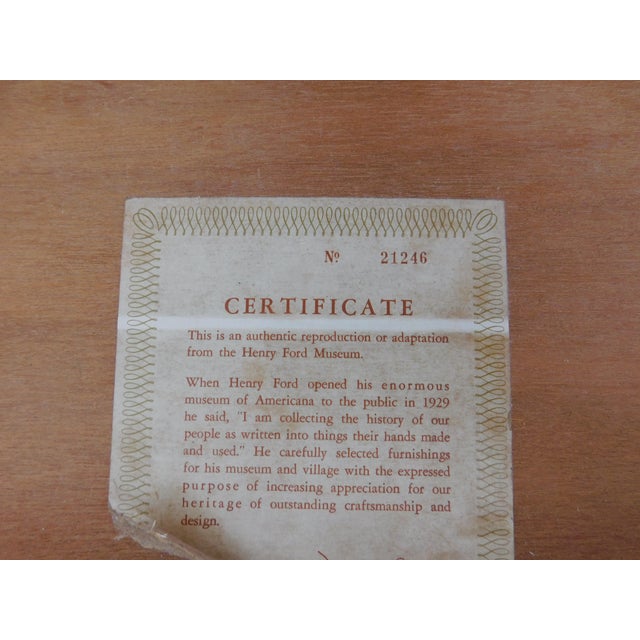 № 21246
CERTIFICATE
This is an authentic reproduction or adaptation
from the Henry Ford Museum.
When Henry Ford opened his enormous
museum of Americana to the public in 1929
he said, "I am collecting the history of our
people as written into things their hands made
and used." He carefully selected furnishings
for his museum and village with the expressed
purpose of increasing appreciation for our
heritage of outstanding craftsmanship and
design.